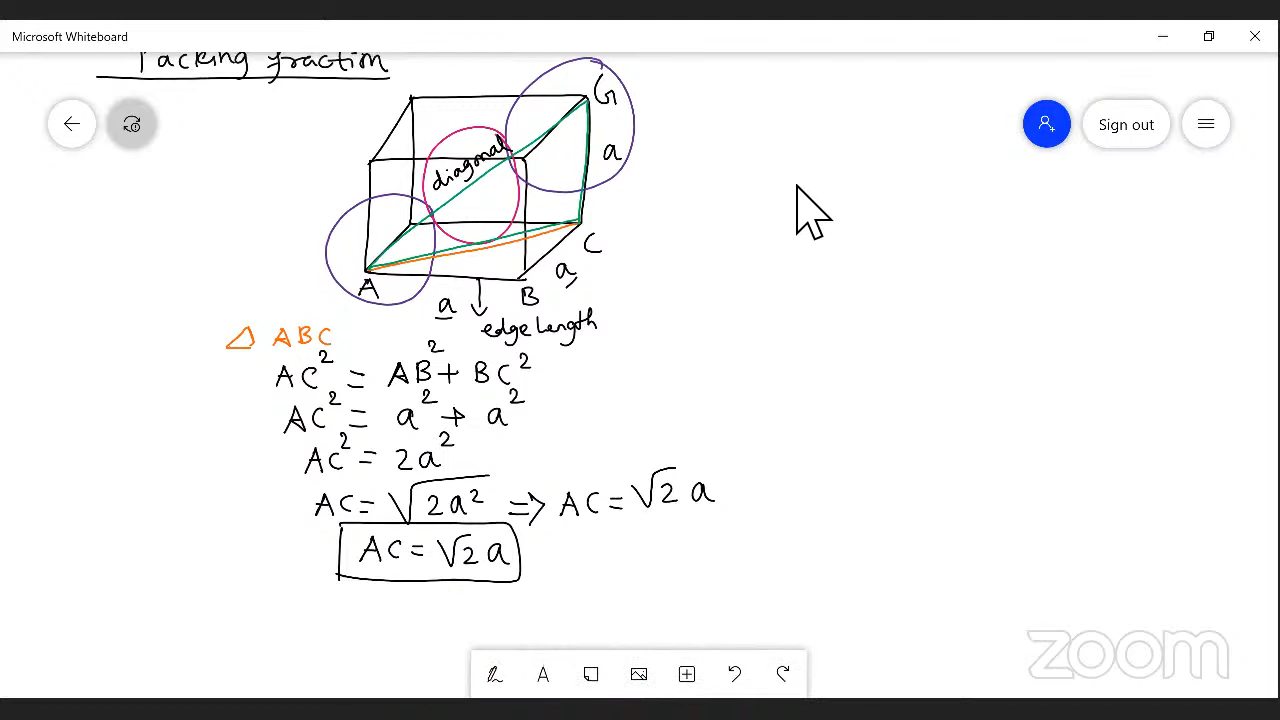 Microsoft Whiteboard
Packing fraction
G
a
Sign out
diagonal
C
a
A
B
a
edge length
△ ABC
AC² = AB² + BC²
AC² = a² + a²
AC² = 2a²
AC = √2a² => AC = √2 a
AC = √2 a
zoom
A